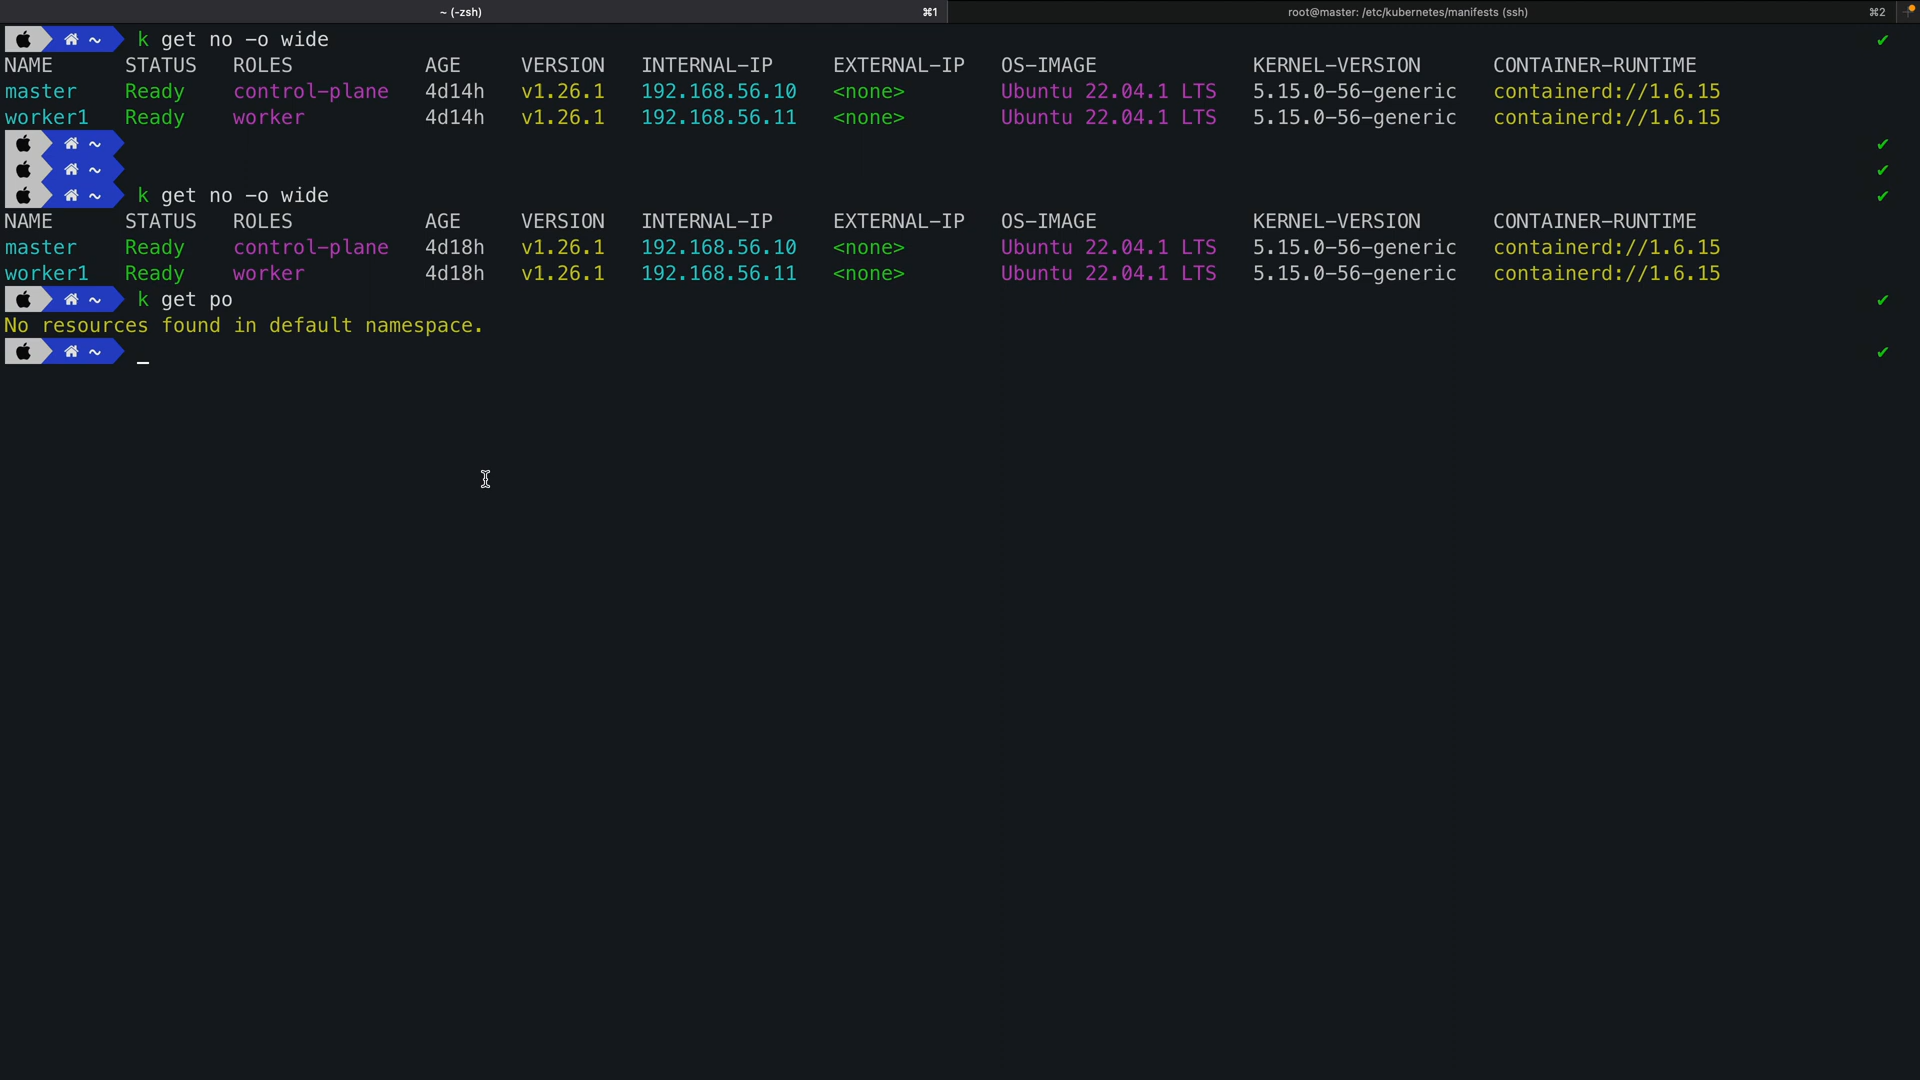 ~ (-zsh) ⌘1 root@master: /etc/kubernetes/manifests (ssh) ⌘2
~ k get no -o wide ✔
NAME STATUS ROLES AGE VERSION INTERNAL-IP EXTERNAL-IP OS-IMAGE KERNEL-VERSION CONTAINER-RUNTIME
master Ready control-plane 4d14h v1.26.1 192.168.56.10 <none> Ubuntu 22.04.1 LTS 5.15.0-56-generic containerd://1.6.15
worker1 Ready worker 4d14h v1.26.1 192.168.56.11 <none> Ubuntu 22.04.1 LTS 5.15.0-56-generic containerd://1.6.15
~ ✔
~ ✔
~ k get no -o wide ✔
NAME STATUS ROLES AGE VERSION INTERNAL-IP EXTERNAL-IP OS-IMAGE KERNEL-VERSION CONTAINER-RUNTIME
master Ready control-plane 4d18h v1.26.1 192.168.56.10 <none> Ubuntu 22.04.1 LTS 5.15.0-56-generic containerd://1.6.15
worker1 Ready worker 4d18h v1.26.1 192.168.56.11 <none> Ubuntu 22.04.1 LTS 5.15.0-56-generic containerd://1.6.15
~ k get po ✔
No resources found in default namespace.
~ _ ✔